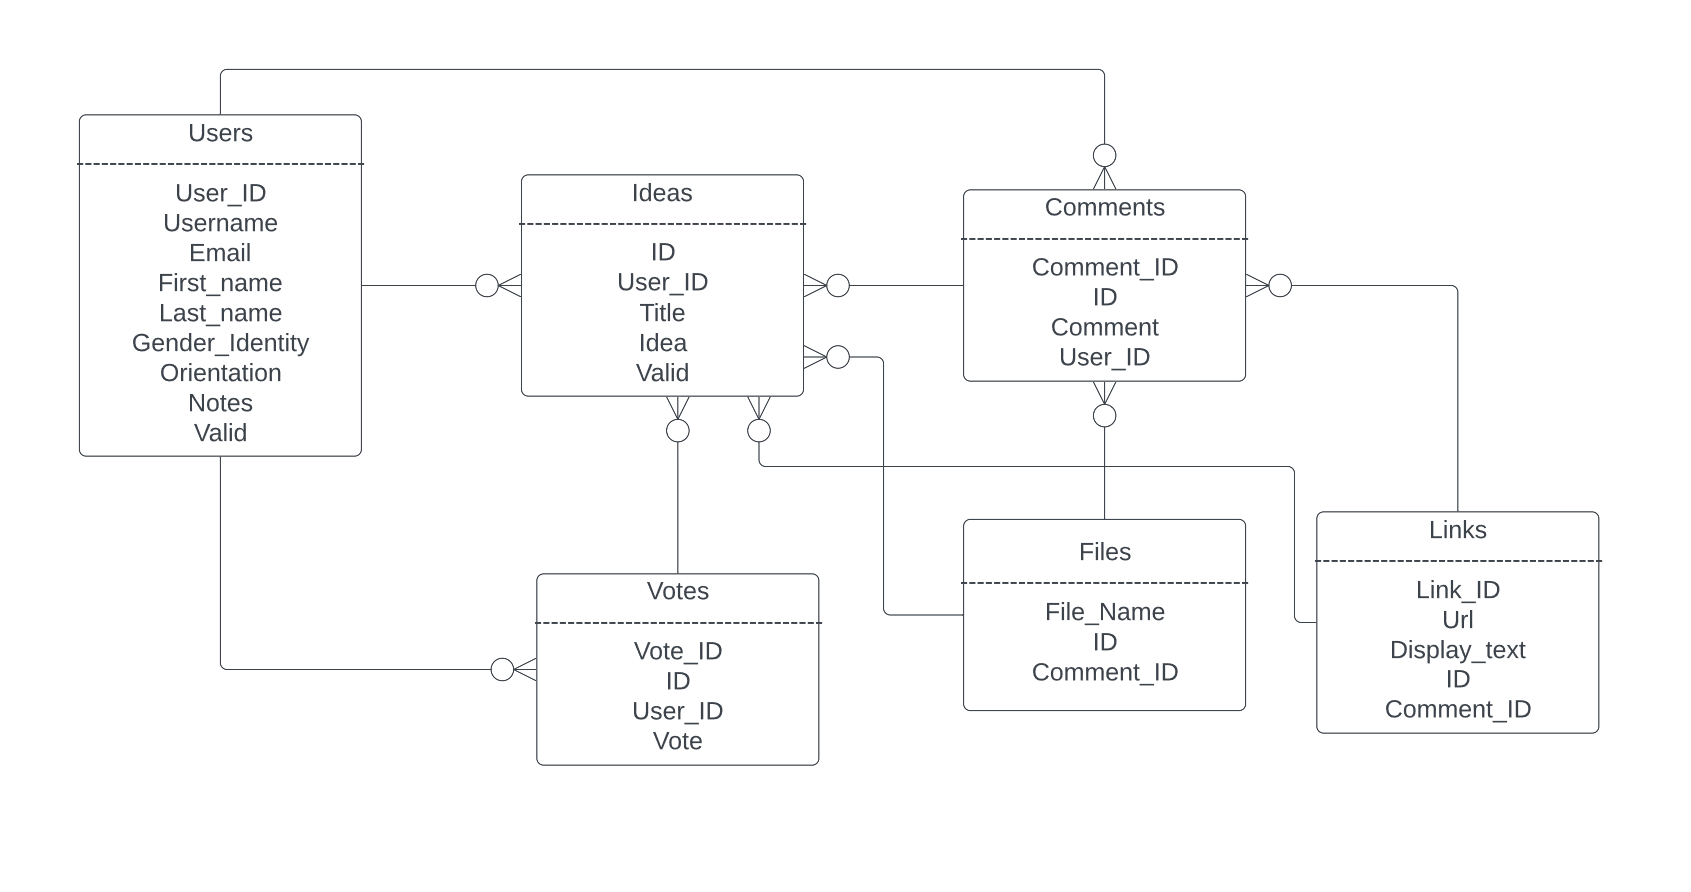 Users
User_ID
Username
Email
First_name
Last_name
Gender_Identity
Orientation
Notes
Valid
Ideas
ID
User_ID
Title
Idea
Valid
Comments
Comment_ID
ID
Comment
User_ID
Votes
Vote_ID
ID
User_ID
Vote
Files
File_Name
ID
Comment_ID
Links
Link_ID
Url
Display_text
ID
Comment_ID